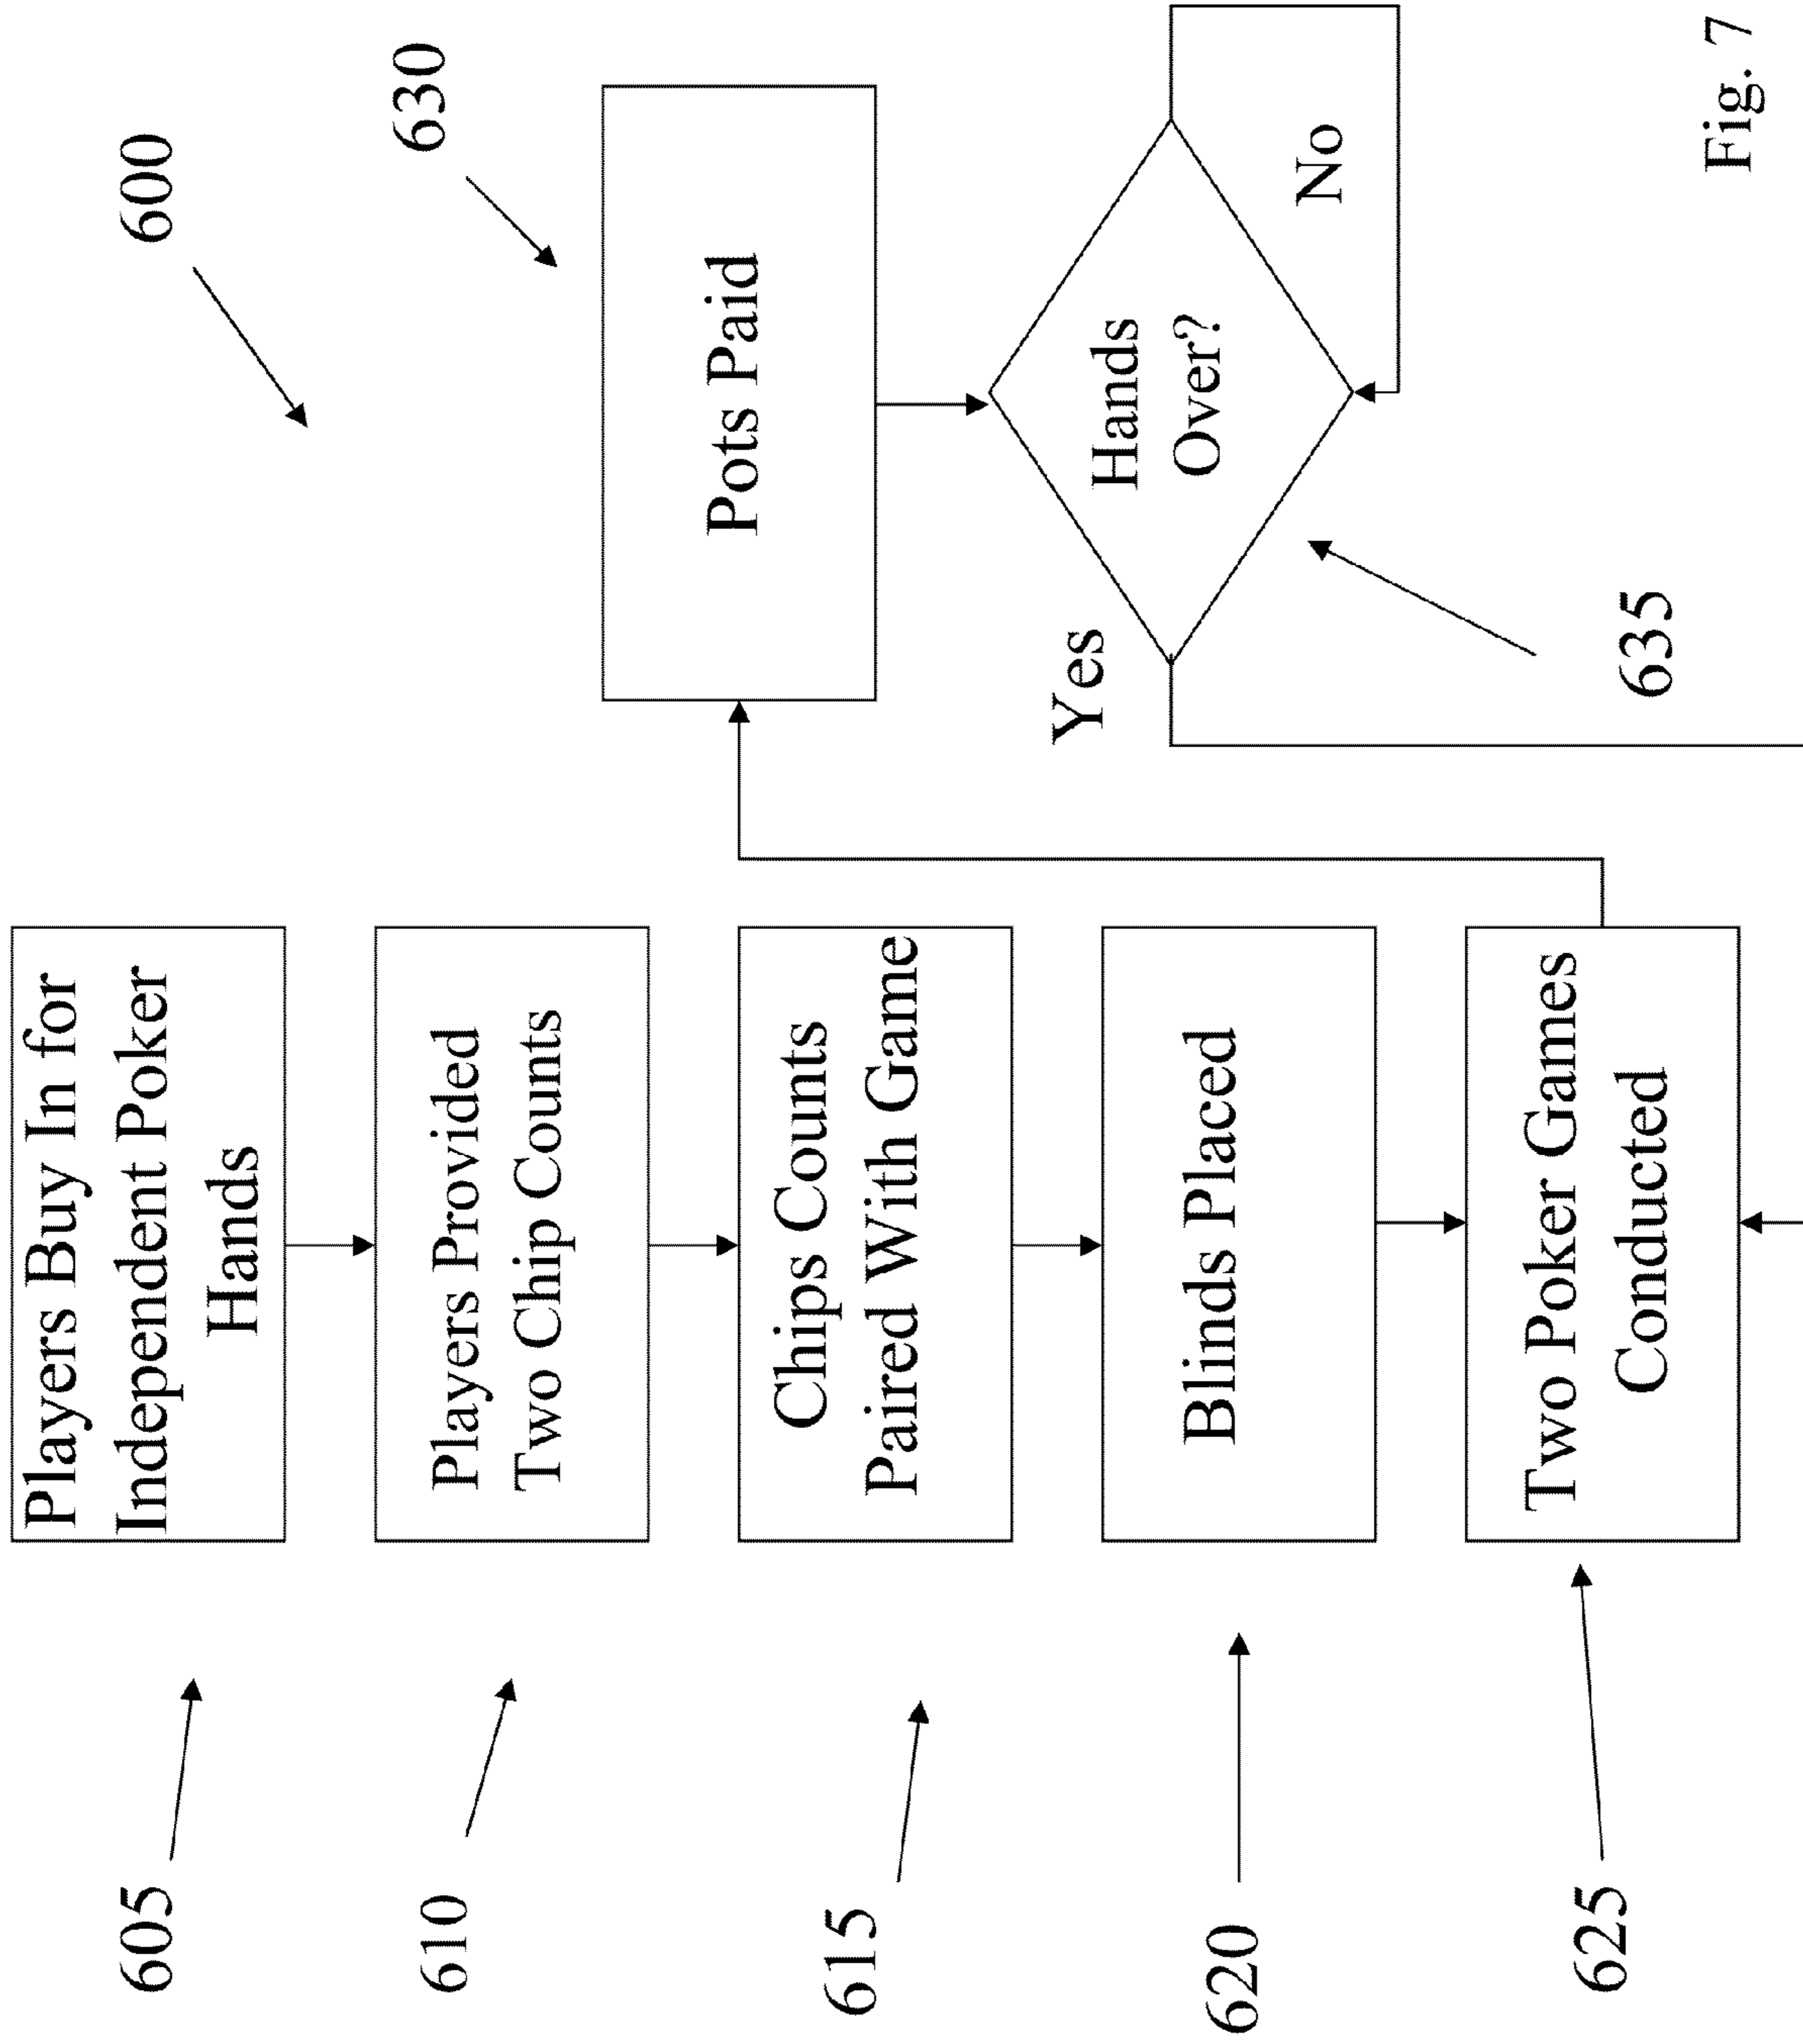 600
605
Players Buy In for
Independent Poker
Hands
610
Players Provided
Two Chip Counts
615
Chips Counts
Paired With Game
620
Blinds Placed
625
Two Poker Games
Conducted
630
Pots Paid
Hands
Over?
Yes
No
635
Fig. 7